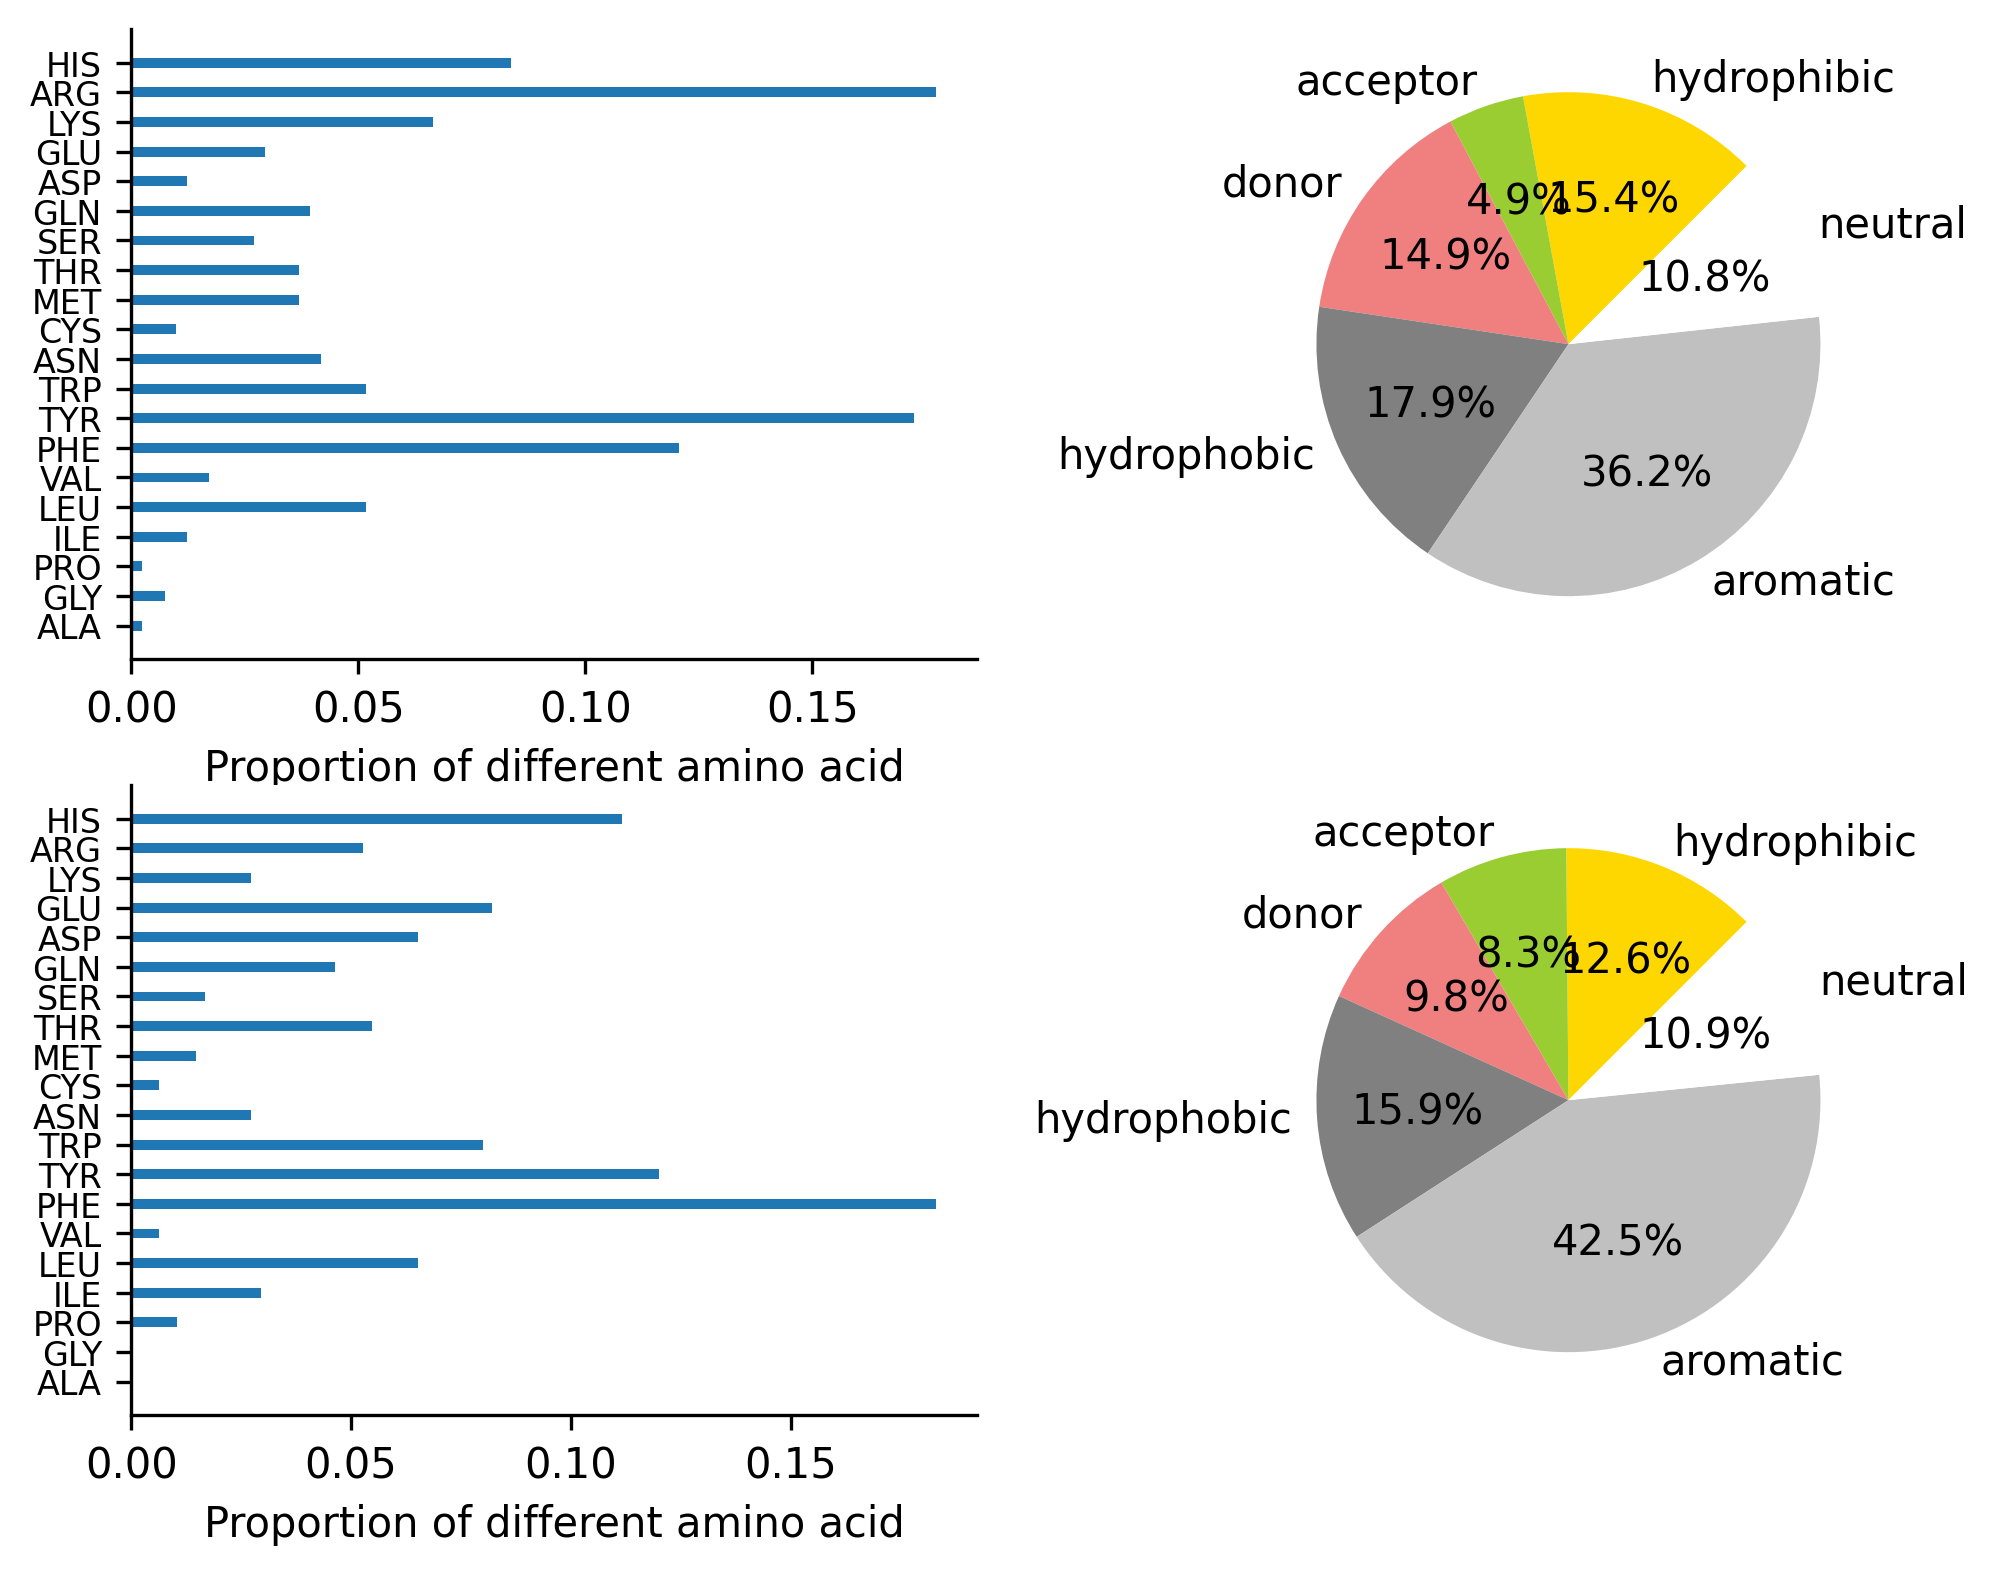 HIS
ARG
LYS
GLU
ASP
GLN
SER
THR
MET
CYS
ASN
TRP
TYR
PHE
VAL
LEU
ILE
PRO
GLY
ALA
0.00 0.05 0.10 0.15
Proportion of different amino acid
acceptor
hydrophibic
donor
neutral
4.9%
15.4%
14.9%
10.8%
17.9%
hydrophobic
36.2%
aromatic
HIS
ARG
LYS
GLU
ASP
GLN
SER
THR
MET
CYS
ASN
TRP
TYR
PHE
VAL
LEU
ILE
PRO
GLY
ALA
0.00 0.05 0.10 0.15
Proportion of different amino acid
acceptor
hydrophibic
donor
neutral
8.3%
12.6%
9.8%
10.9%
hydrophobic
15.9%
42.5%
aromatic